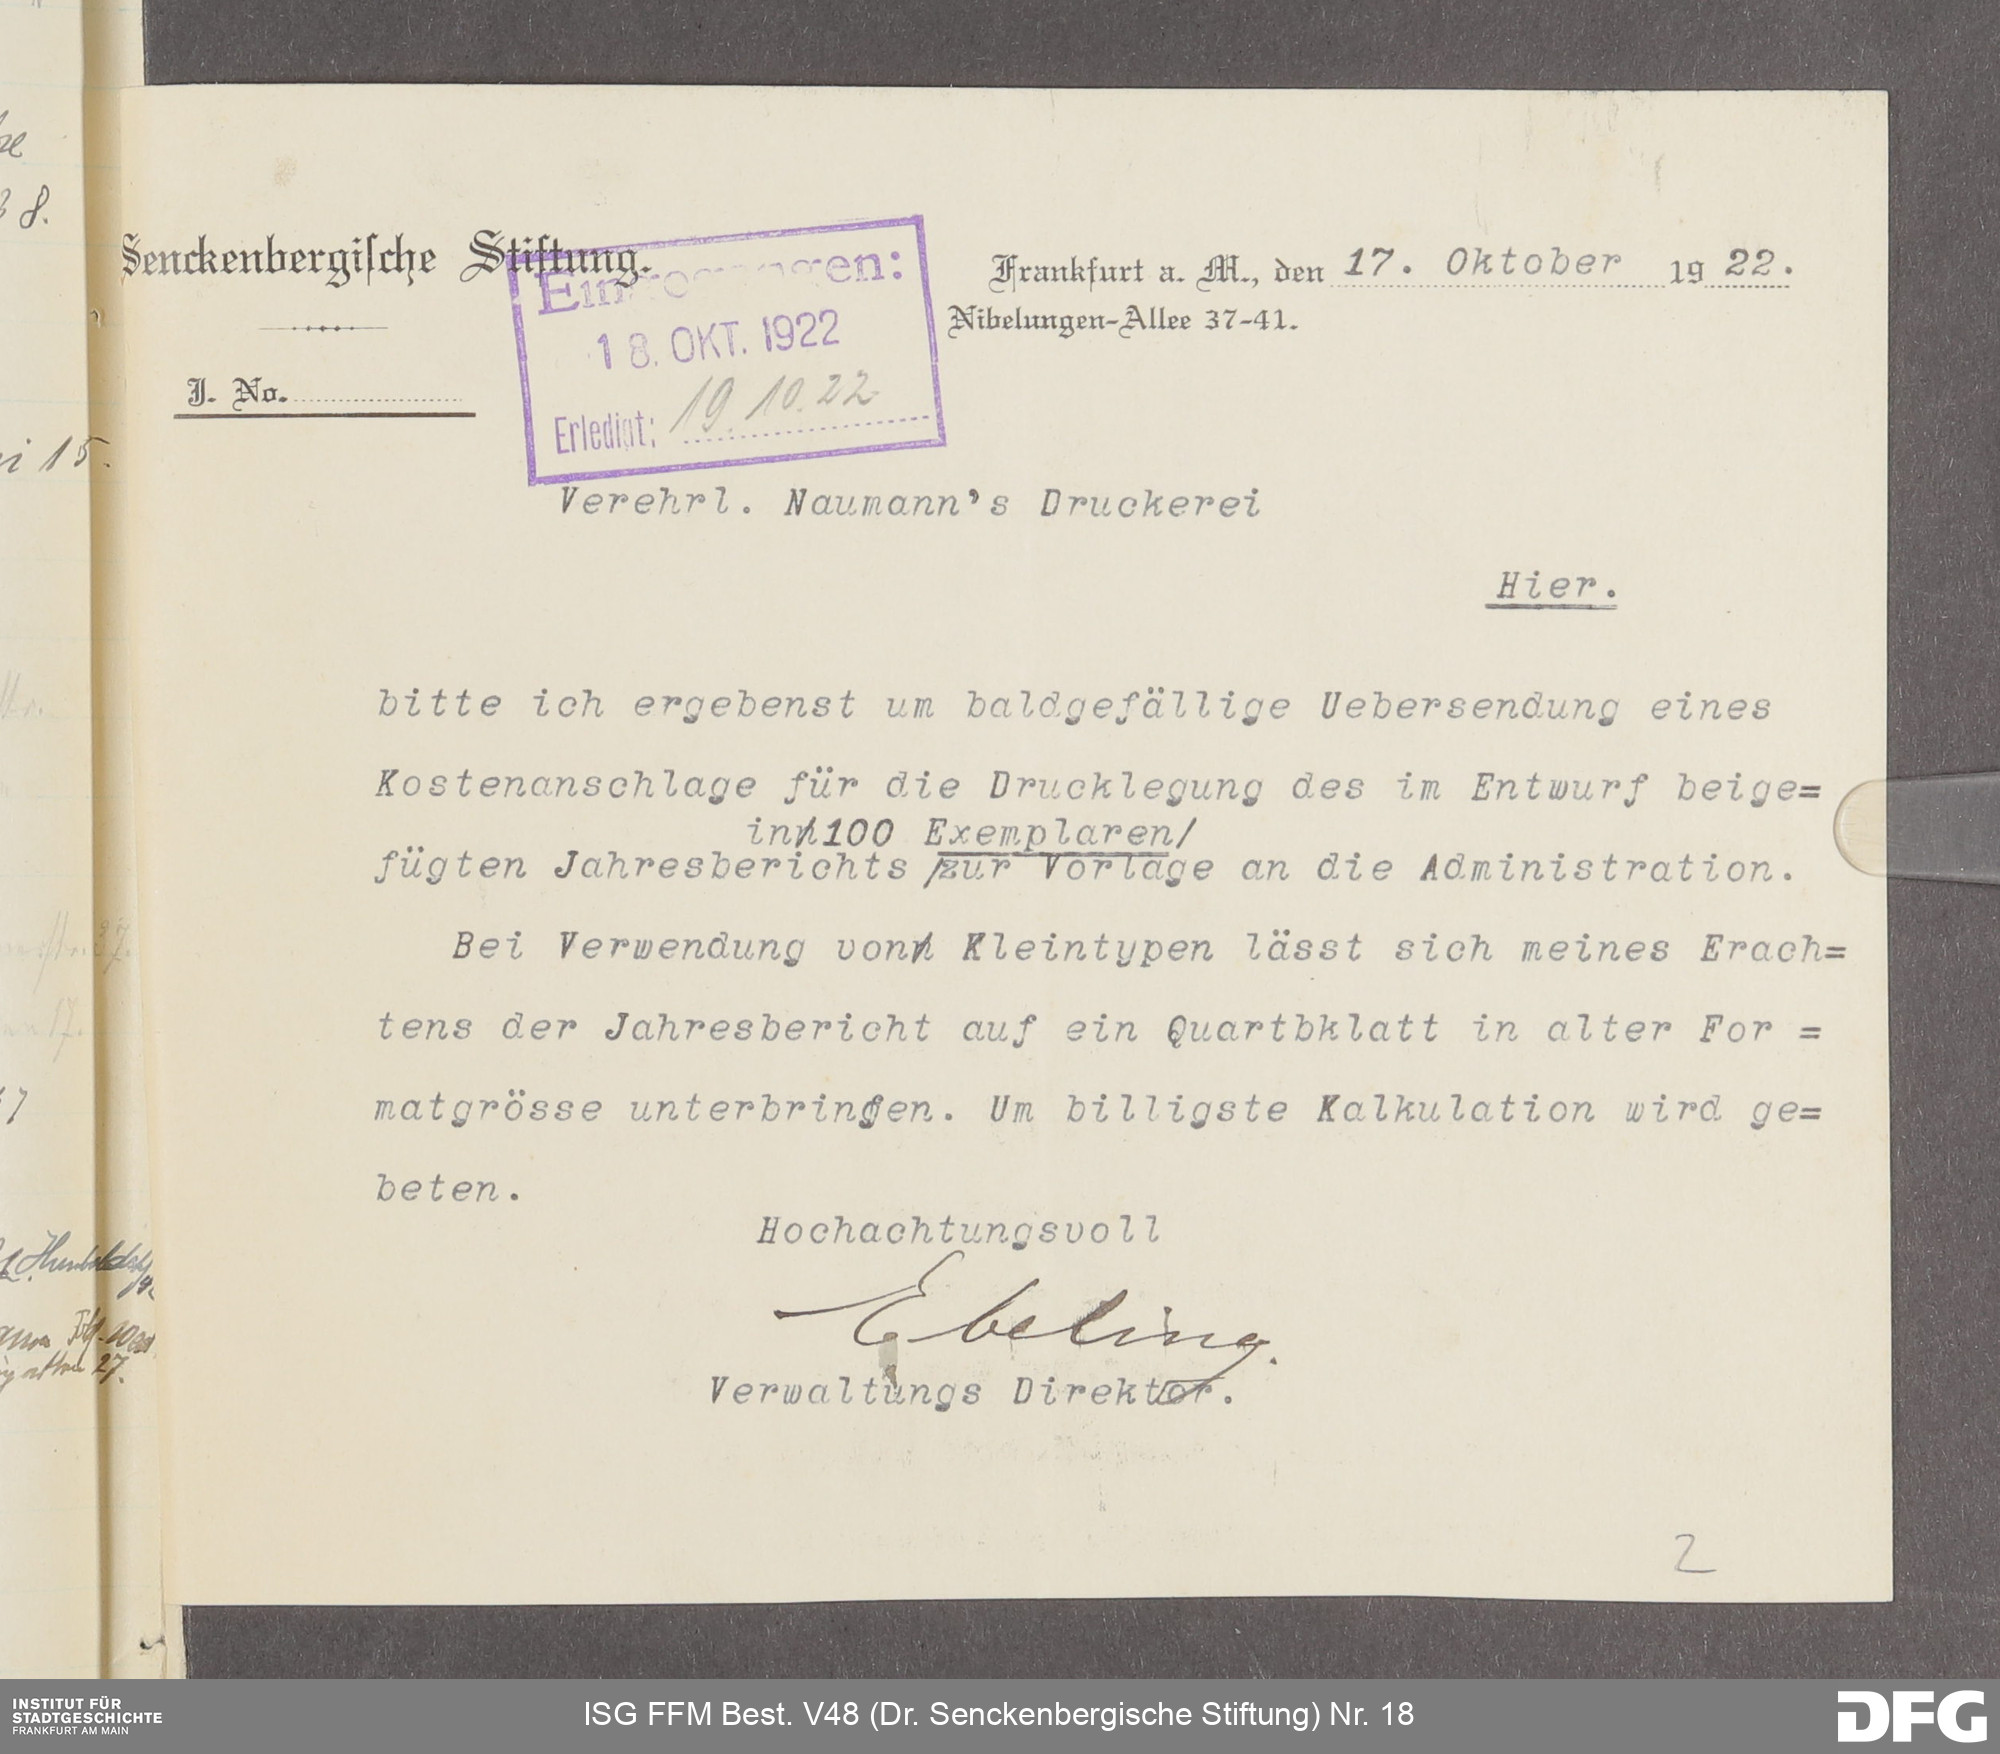 Senckenbergische Stiftung.
Eingegangen:
18. OKT. 1922
Erledigt: 19.10.22
Frankfurt a. M., den 17. Oktober 1922.
Nibelungen-Allee 37-41.
J. No.
Verehrl. Naumann's Druckerei
Hier.
bitte ich ergebenst um baldgefällige Uebersendung eines
Kostenanschlage für die Drucklegung des im Entwurf beige=
in 100 Exemplaren/
fügten Jahresberichts /zur Vorlage an die Administration.
Bei Verwendung von Kleintypen lässt sich meines Erach=
tens der Jahresbericht auf ein Quartbklatt in alter For =
matgrösse unterbringen. Um billigste Kalkulation wird ge=
beten.
Hochachtungsvoll
Ebeling.
Verwaltungs Direktor.
2
8.
15.
17.
27.
INSTITUT FÜR
STADTGESCHICHTE
FRANKFURT AM MAIN
ISG FFM Best. V48 (Dr. Senckenbergische Stiftung) Nr. 18
DFG